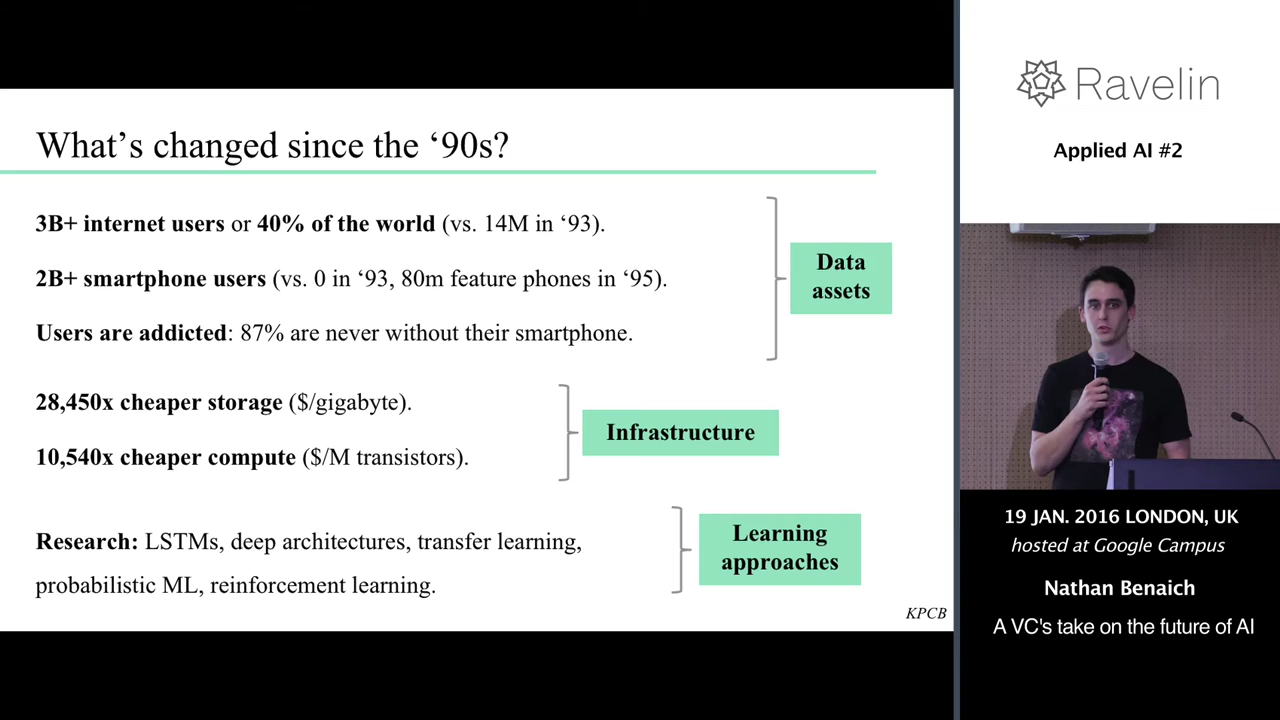 What's changed since the ‘90s?
3B+ internet users or 40% of the world (vs. 14M in ‘93).
2B+ smartphone users (vs. 0 in ‘93, 80m feature phones in ‘95).
Users are addicted: 87% are never without their smartphone.
Data
assets
28,450x cheaper storage ($/gigabyte).
10,540x cheaper compute ($/M transistors).
Infrastructure
Research: LSTMs, deep architectures, transfer learning,
probabilistic ML, reinforcement learning.
Learning
approaches
KPCB
Ravelin
Applied AI #2
19 JAN. 2016 LONDON, UK
hosted at Google Campus
Nathan Benaich
A VC's take on the future of AI